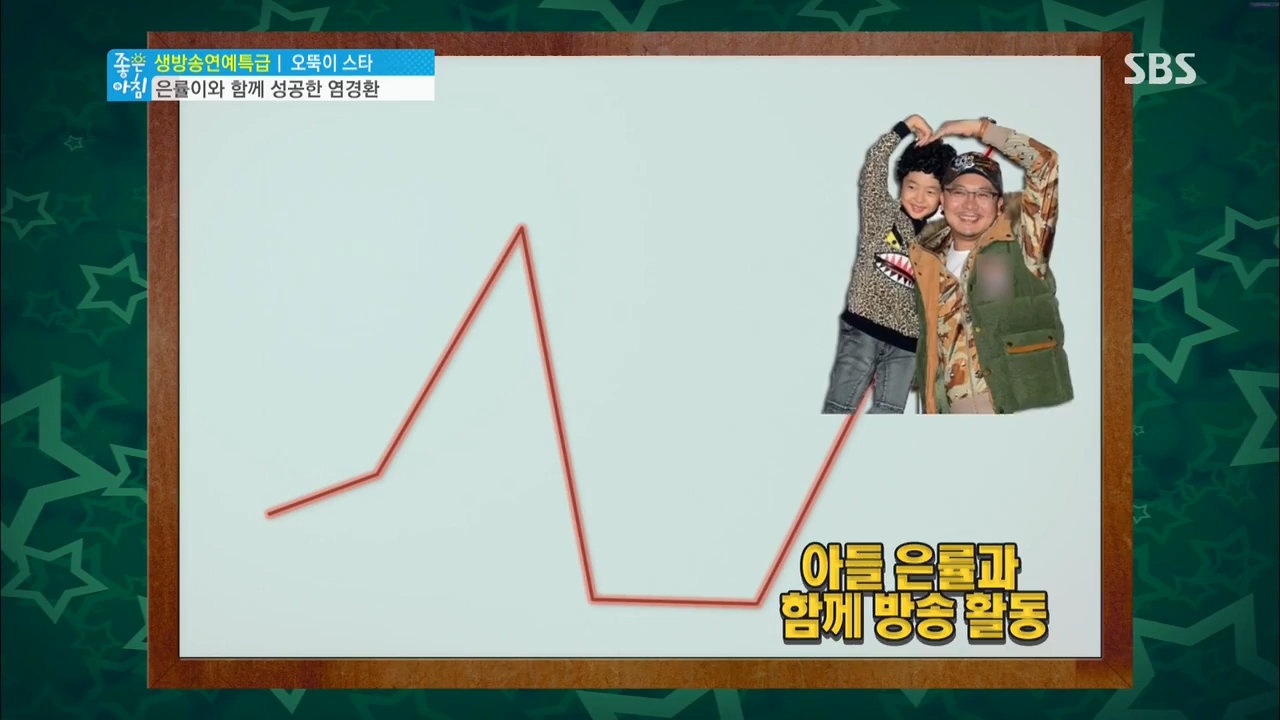 좋은
아침
생방송연예특급 | 오뚝이 스타
은률이와 함께 성공한 염경환
SBS
아들 은률과
함께 방송 활동